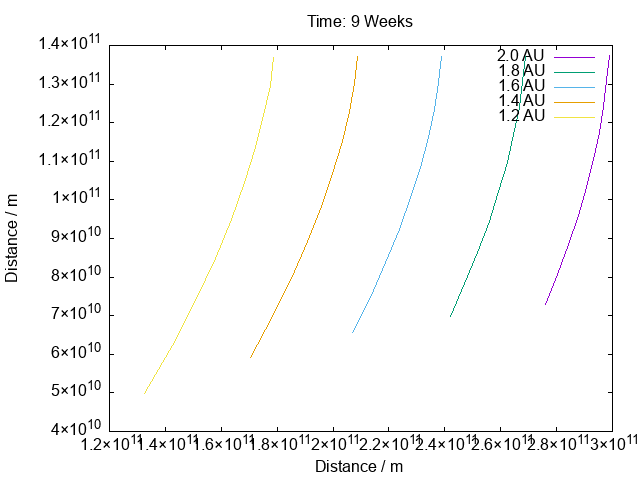 Time: 9 Weeks
1.4×10¹¹
1.3×10¹¹
1.2×10¹¹
1.1×10¹¹
1×10¹¹
9×10¹⁰
8×10¹⁰
7×10¹⁰
6×10¹⁰
5×10¹⁰
4×10¹⁰
Distance / m
2.0 AU
1.8 AU
1.6 AU
1.4 AU
1.2 AU
1.2×10¹¹ 1.4×10¹¹ 1.6×10¹¹ 1.8×10¹¹ 2×10¹¹ 2.2×10¹¹ 2.4×10¹¹ 2.6×10¹¹ 2.8×10¹¹ 3×10¹¹
Distance / m